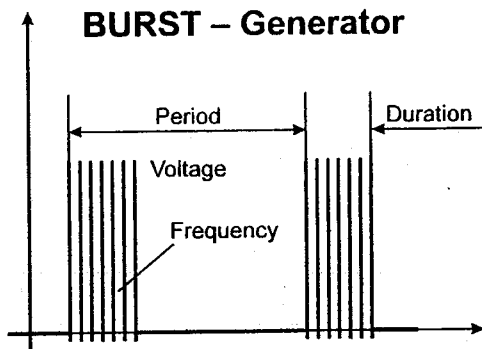 BURST – Generator
Period
Duration
Voltage
Frequency